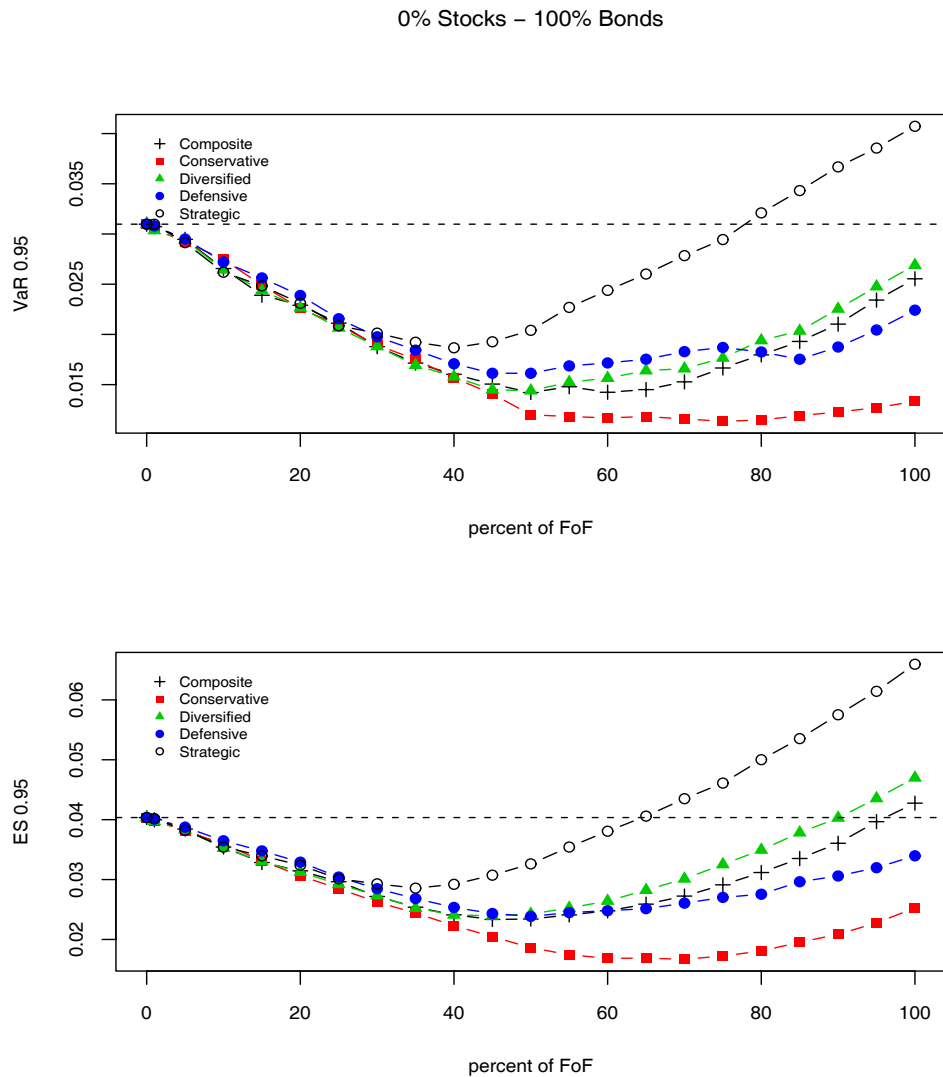 0% Stocks – 100% Bonds
VaR 0.95
0.015 0.025 0.035
Composite
Conservative
Diversified
Defensive
Strategic
0 20 40 60 80 100
percent of FoF
ES 0.95
0.02 0.03 0.04 0.05 0.06
Composite
Conservative
Diversified
Defensive
Strategic
0 20 40 60 80 100
percent of FoF